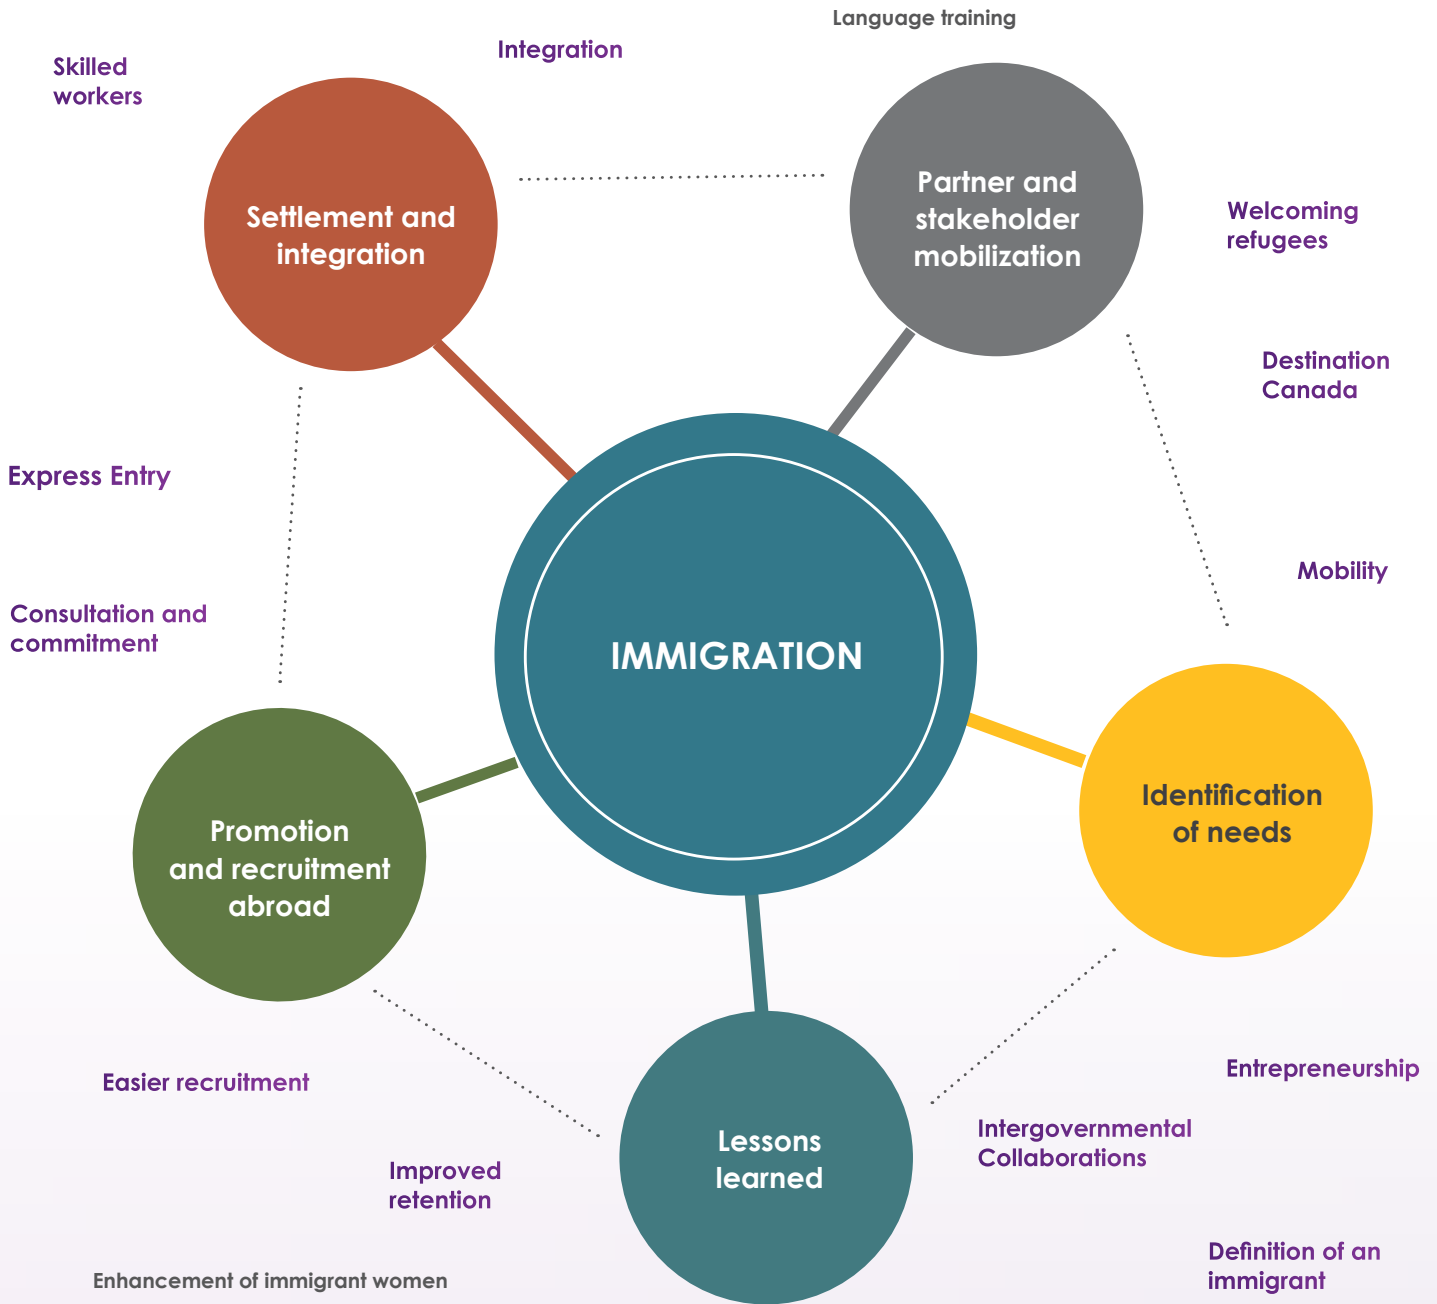 Language training
Integration
Skilled
workers
Settlement and
integration
Partner and
stakeholder
mobilization
Welcoming
refugees
Destination
Canada
Express Entry
Mobility
Consultation and
commitment
IMMIGRATION
Identification
of needs
Promotion
and recruitment
abroad
Easier recruitment
Entrepreneurship
Lessons
learned
Intergovernmental
Collaborations
Improved
retention
Definition of an
immigrant
Enhancement of immigrant women